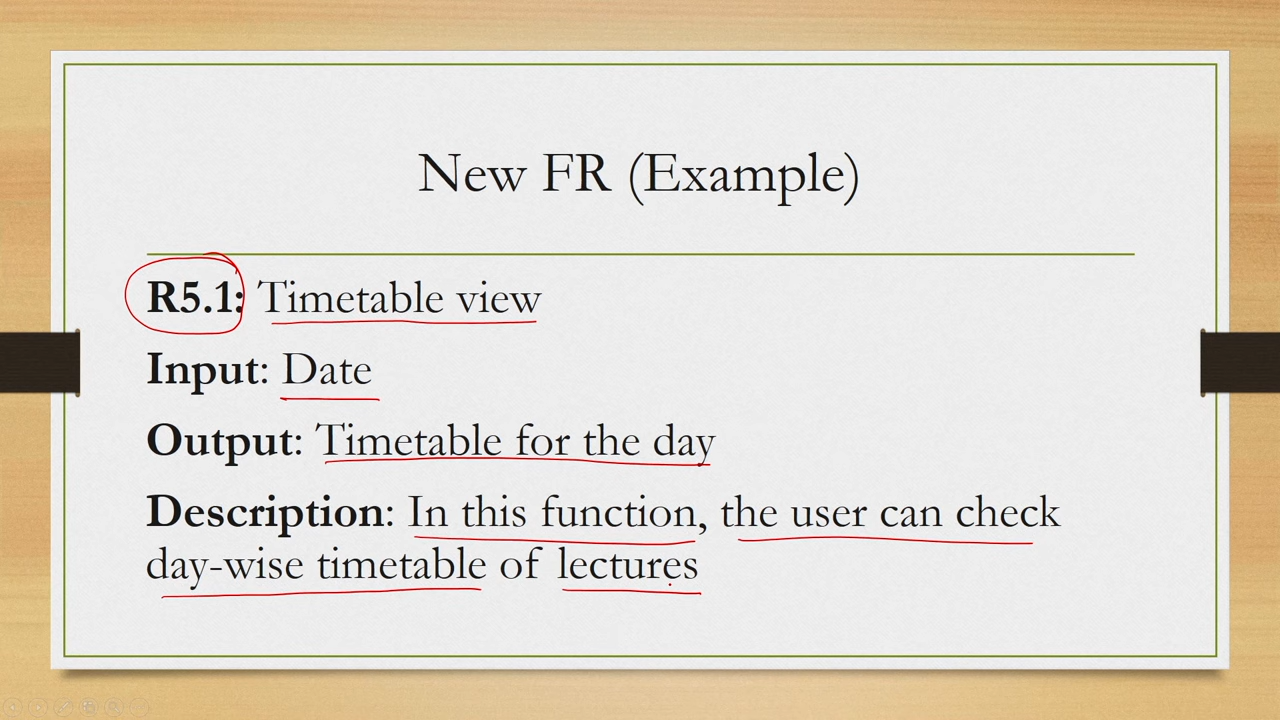 New FR (Example)
R5.1: Timetable view
Input: Date
Output: Timetable for the day
Description: In this function, the user can check
day-wise timetable of lectures